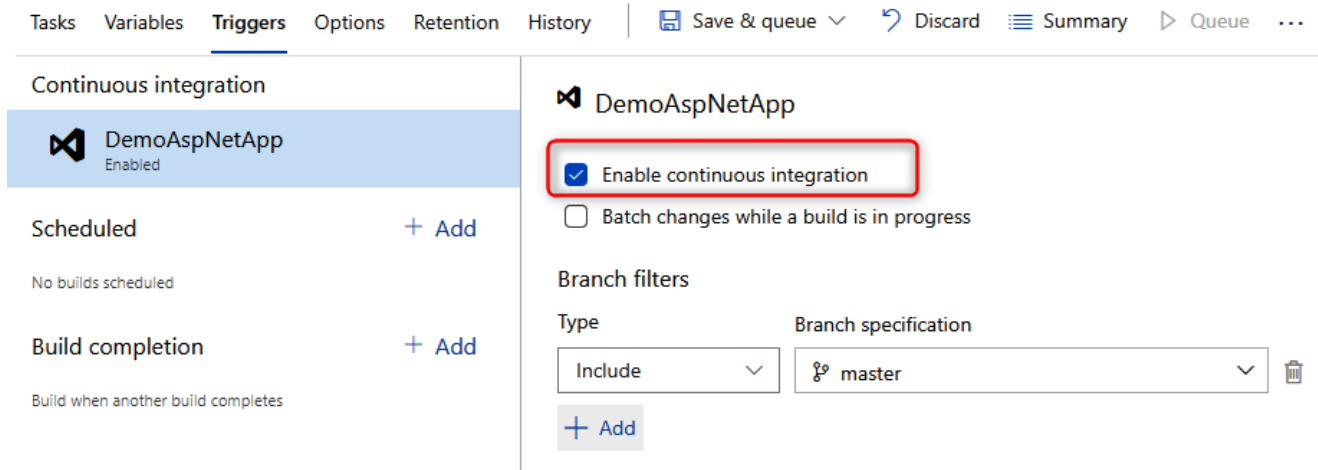 Tasks Variables Triggers Options Retention History Save & queue Discard Summary Queue ...
Continuous integration
DemoAspNetApp
Enabled
Scheduled + Add
No builds scheduled
Build completion + Add
Build when another build completes
DemoAspNetApp
Enable continuous integration
Batch changes while a build is in progress
Branch filters
Type Branch specification
Include master
+ Add